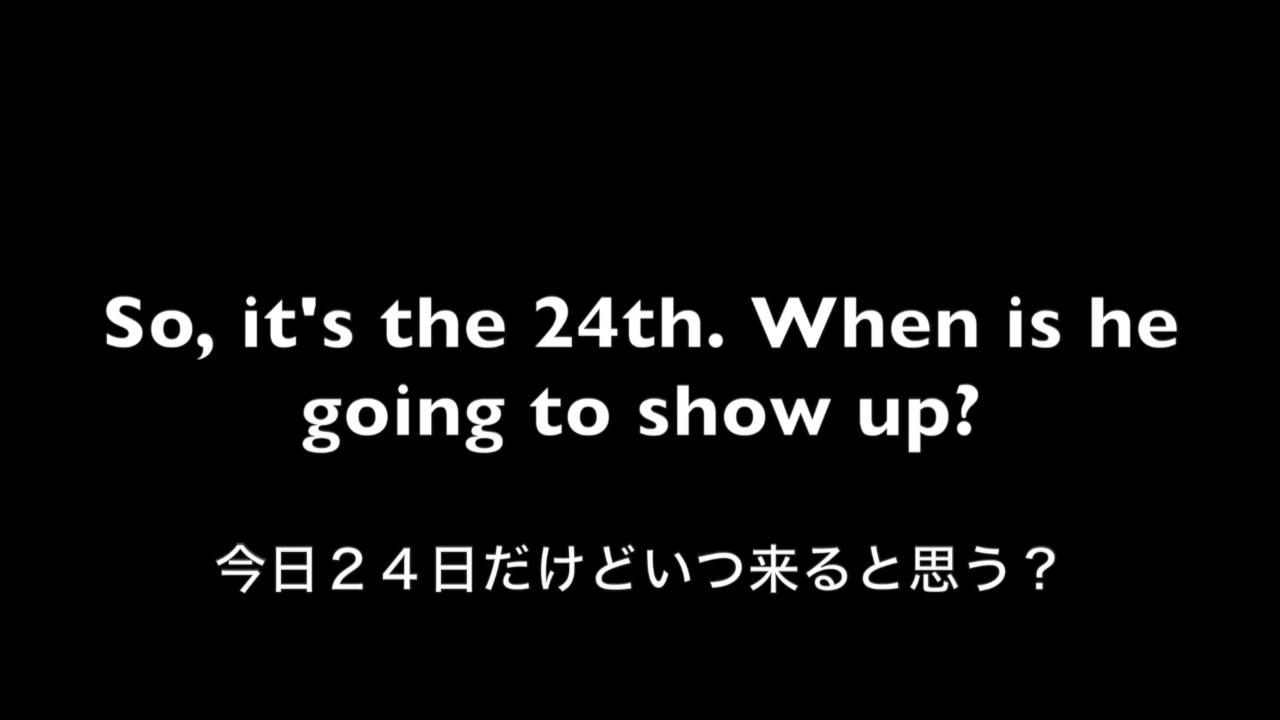 So, it's the 24th. When is he
going to show up?
今日２４日だけどいつ来ると思う？